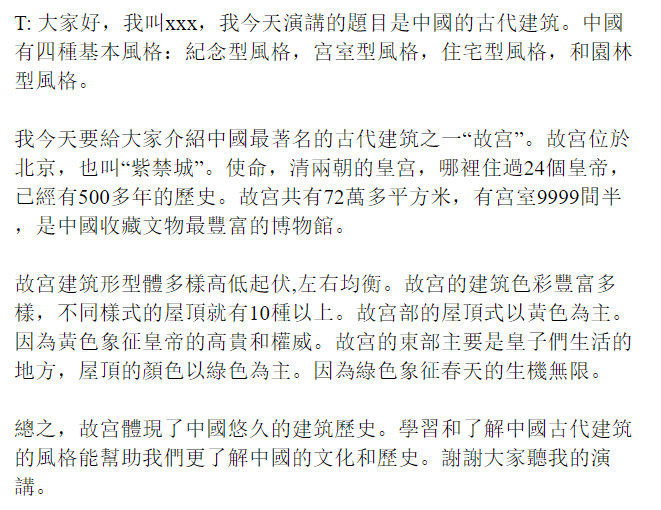 T: 大家好，我叫xxx，我今天演講的題目是中國的古代建筑。中國
有四種基本風格：紀念型風格，宮室型風格，住宅型風格，和園林
型風格。
我今天要給大家介紹中國最著名的古代建筑之一“故宮”。故宮位於
北京，也叫“紫禁城”。使命，清兩朝的皇宮，哪裡住過24個皇帝，
已經有500多年的歷史。故宮共有72萬多平方米，有宮室9999間半
，是中國收藏文物最豐富的博物館。
故宮建筑形型體多樣高低起伏,左右均衡。故宮的建筑色彩豐富多
樣，不同樣式的屋頂就有10種以上。故宮部的屋頂式以黃色為主。
因為黃色象征皇帝的高貴和權威。故宮的東部主要是皇子們生活的
地方，屋頂的顏色以綠色為主。因為綠色象征春天的生機無限。
總之，故宮體現了中國悠久的建筑歷史。學習和了解中國古代建筑
的風格能幫助我們更了解中國的文化和歷史。謝謝大家聽我的演
講。